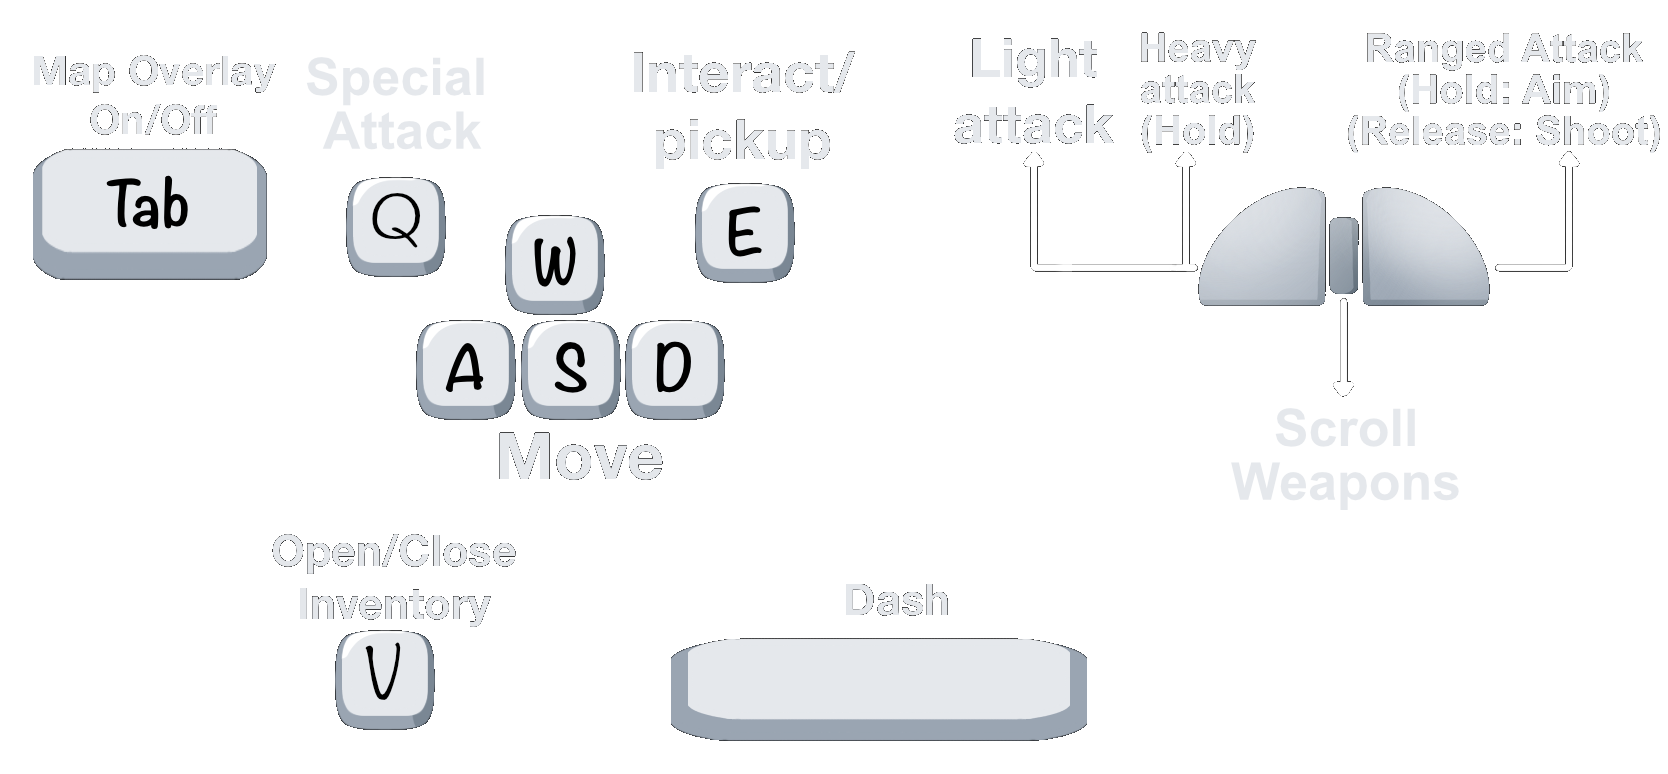 Map Overlay
On/Off
Tab
Special
Attack
Q
W
Interact/
pickup
E
A S D
Move
Light
attack
Heavy
attack
(Hold)
Ranged Attack
(Hold: Aim)
(Release: Shoot)
Scroll
Weapons
Open/Close
Inventory
V
Dash